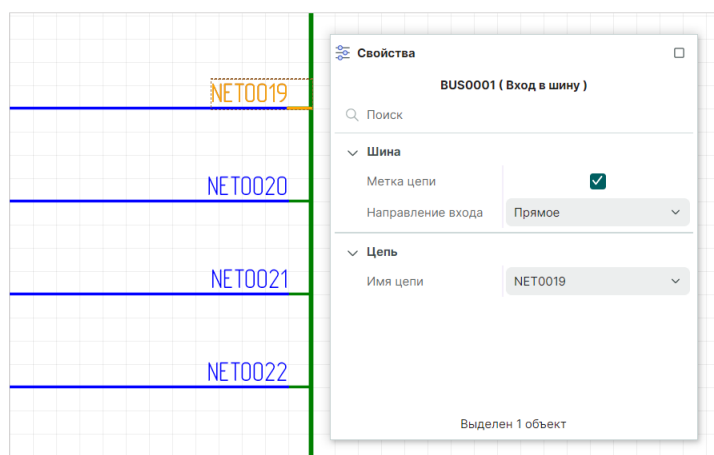 NET0019
NET0020
NET0021
NET0022
Свойства
BUS0001 ( Вход в шину )
Поиск
Шина
Метка цепи
Направление входа Прямое
Цепь
Имя цепи NET0019
Выделен 1 объект